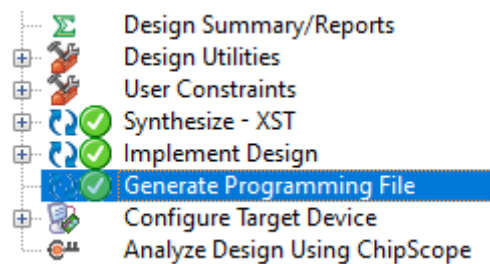 Design Summary/Reports
Design Utilities
User Constraints
Synthesize - XST
Implement Design
Generate Programming File
Configure Target Device
Analyze Design Using ChipScope